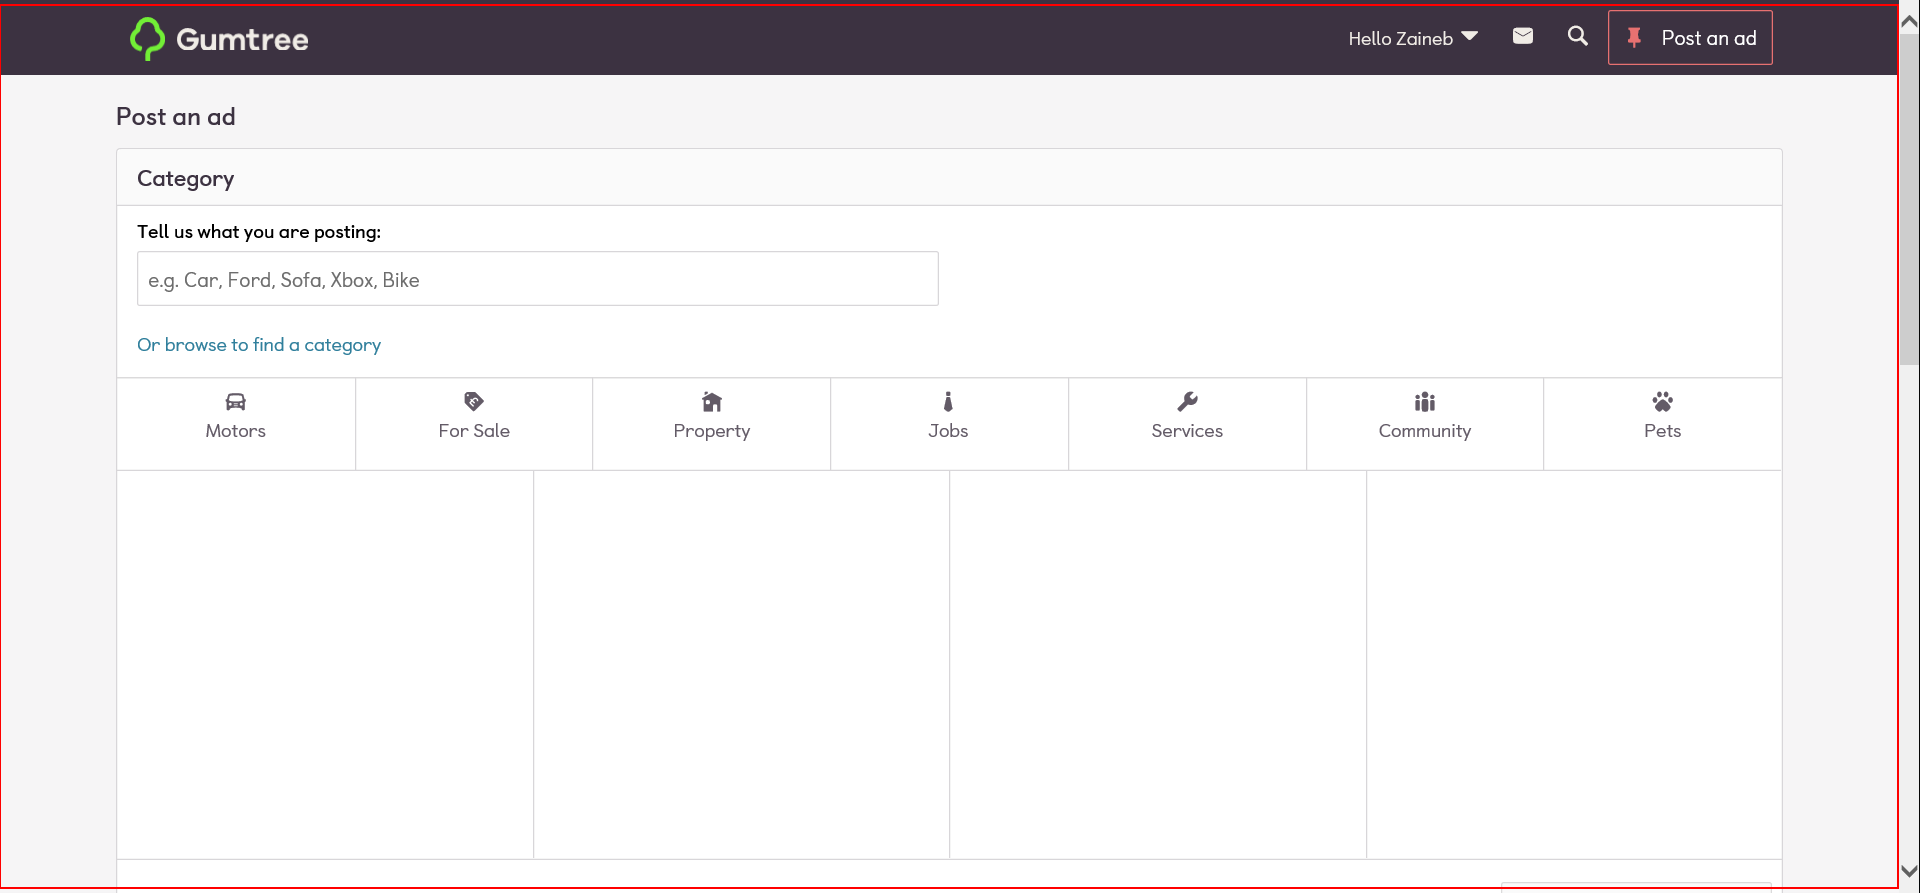 Gumtree
Hello Zaineb
Post an ad
Post an ad
Category
Tell us what you are posting:
e.g. Car, Ford, Sofa, Xbox, Bike
Or browse to find a category
Motors
For Sale
Property
Jobs
Services
Community
Pets